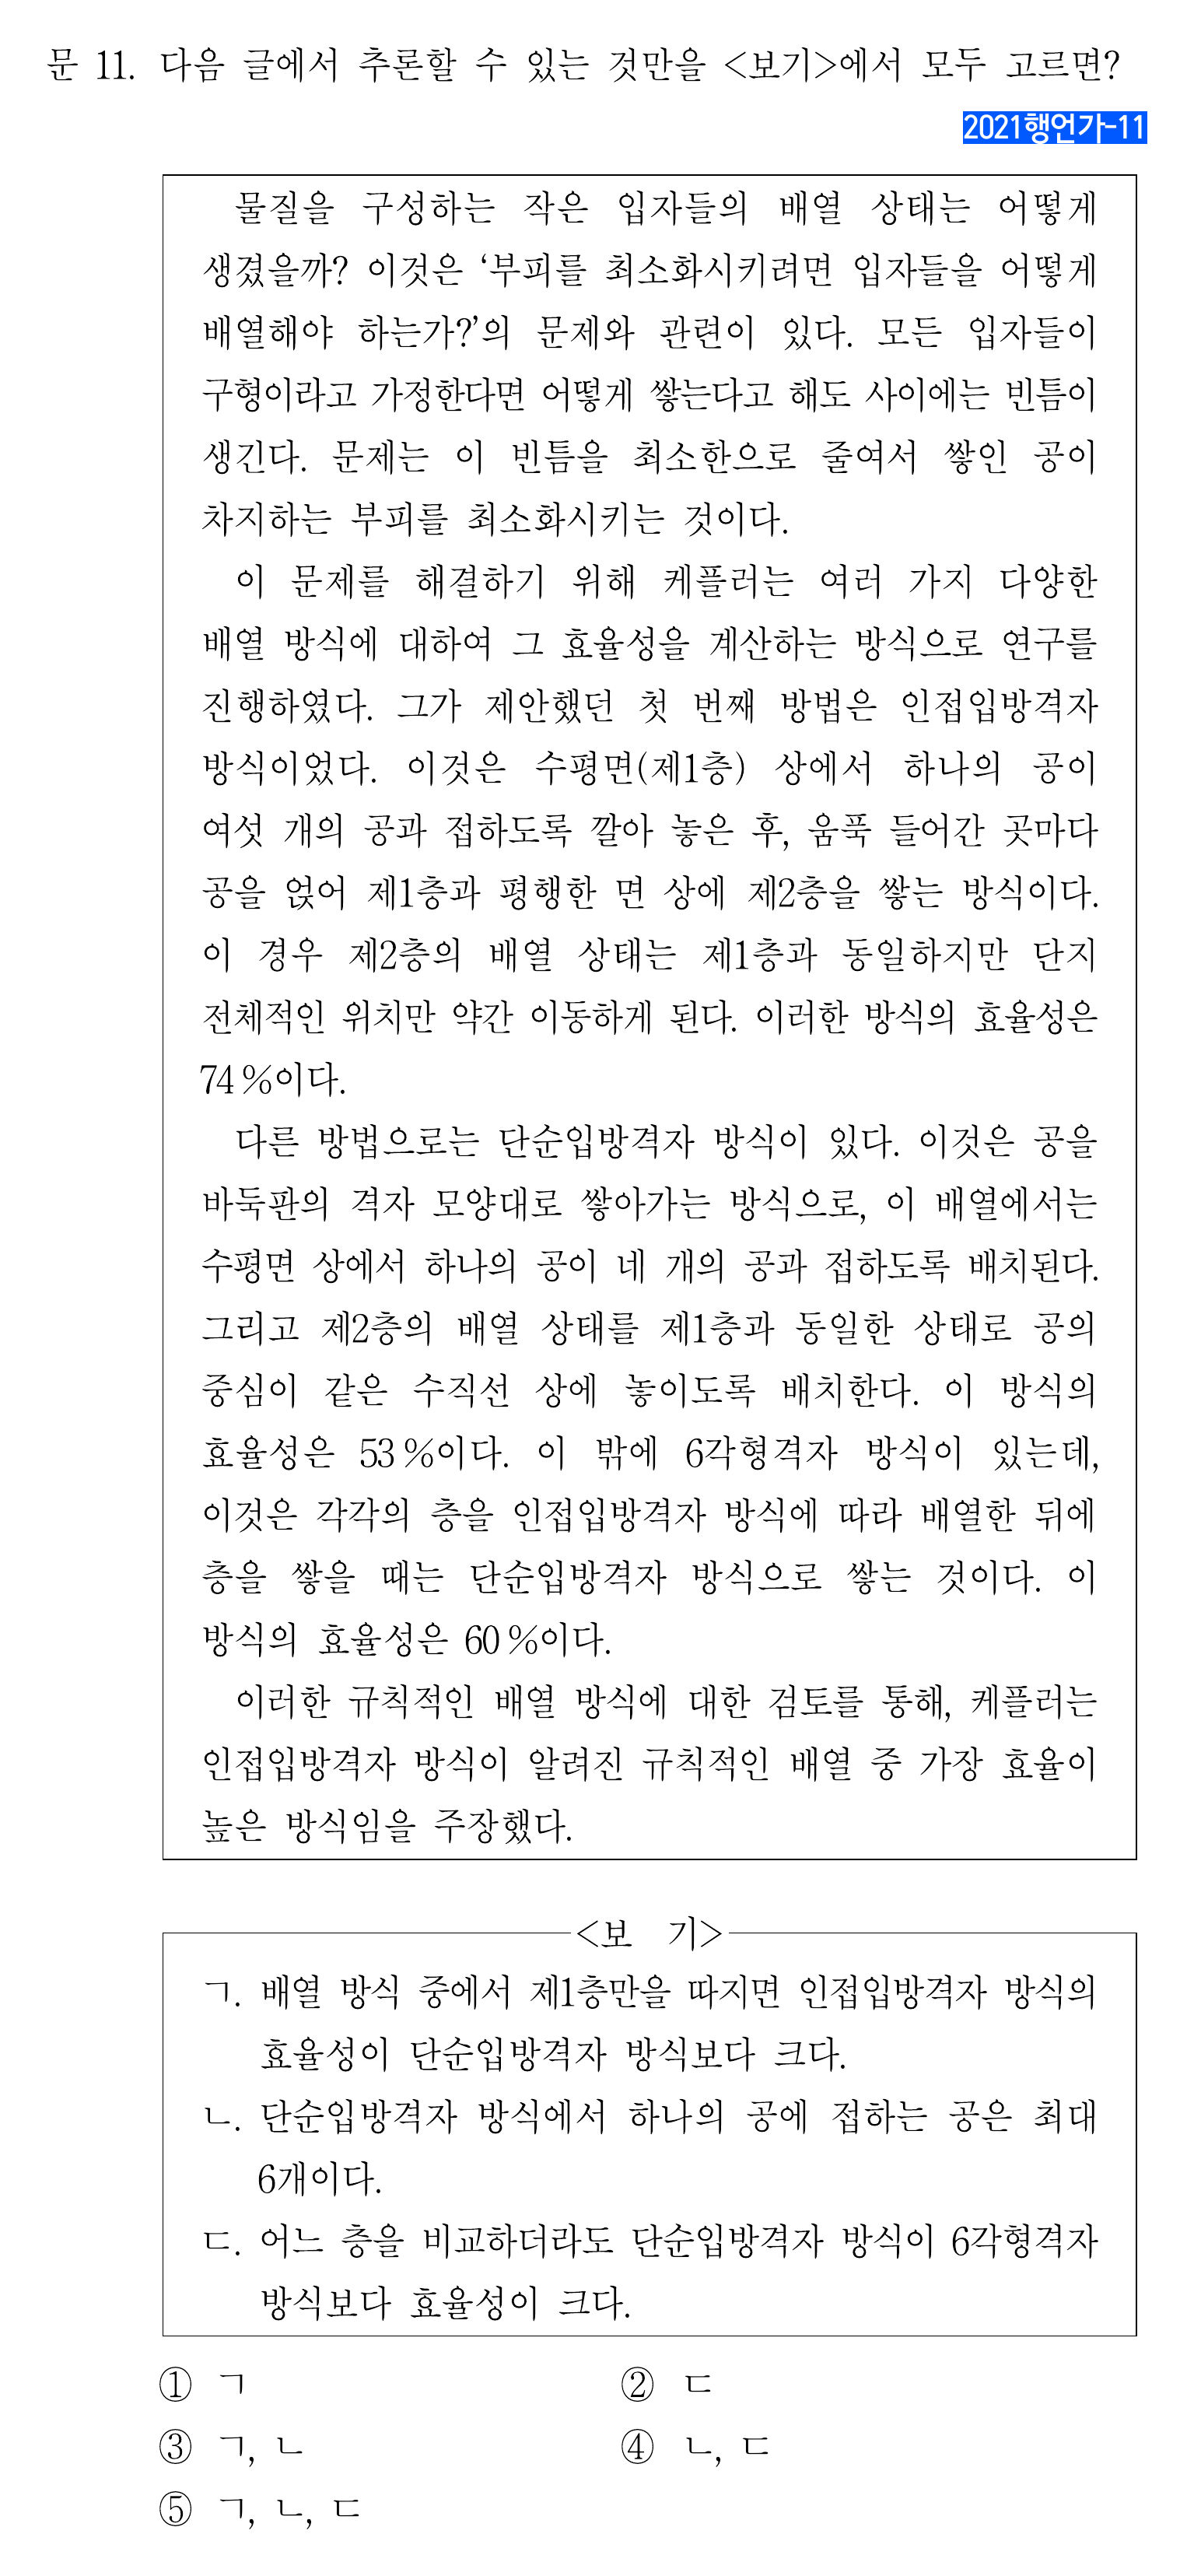 문 11. 다음 글에서 추론할 수 있는 것만을 <보기>에서 모두 고르면?
2021행언가-11
물질을 구성하는 작은 입자들의 배열 상태는 어떻게
생겼을까? 이것은 ‘부피를 최소화시키려면 입자들을 어떻게
배열해야 하는가?’의 문제와 관련이 있다. 모든 입자들이
구형이라고 가정한다면 어떻게 쌓는다고 해도 사이에는 빈틈이
생긴다. 문제는 이 빈틈을 최소한으로 줄여서 쌓인 공이
차지하는 부피를 최소화시키는 것이다.
이 문제를 해결하기 위해 케플러는 여러 가지 다양한
배열 방식에 대하여 그 효율성을 계산하는 방식으로 연구를
진행하였다. 그가 제안했던 첫 번째 방법은 인접입방격자
방식이었다. 이것은 수평면(제1층) 상에서 하나의 공이
여섯 개의 공과 접하도록 깔아 놓은 후, 움푹 들어간 곳마다
공을 얹어 제1층과 평행한 면 상에 제2층을 쌓는 방식이다.
이 경우 제2층의 배열 상태는 제1층과 동일하지만 단지
전체적인 위치만 약간 이동하게 된다. 이러한 방식의 효율성은
74 %이다.
다른 방법으로는 단순입방격자 방식이 있다. 이것은 공을
바둑판의 격자 모양대로 쌓아가는 방식으로, 이 배열에서는
수평면 상에서 하나의 공이 네 개의 공과 접하도록 배치된다.
그리고 제2층의 배열 상태를 제1층과 동일한 상태로 공의
중심이 같은 수직선 상에 놓이도록 배치한다. 이 방식의
효율성은 53 %이다. 이 밖에 6각형격자 방식이 있는데,
이것은 각각의 층을 인접입방격자 방식에 따라 배열한 뒤에
층을 쌓을 때는 단순입방격자 방식으로 쌓는 것이다. 이
방식의 효율성은 60 %이다.
이러한 규칙적인 배열 방식에 대한 검토를 통해, 케플러는
인접입방격자 방식이 알려진 규칙적인 배열 중 가장 효율이
높은 방식임을 주장했다.
<보 기>
ㄱ. 배열 방식 중에서 제1층만을 따지면 인접입방격자 방식의
효율성이 단순입방격자 방식보다 크다.
ㄴ. 단순입방격자 방식에서 하나의 공에 접하는 공은 최대
6개이다.
ㄷ. 어느 층을 비교하더라도 단순입방격자 방식이 6각형격자
방식보다 효율성이 크다.
① ㄱ ② ㄷ
③ ㄱ, ㄴ ④ ㄴ, ㄷ
⑤ ㄱ, ㄴ, ㄷ